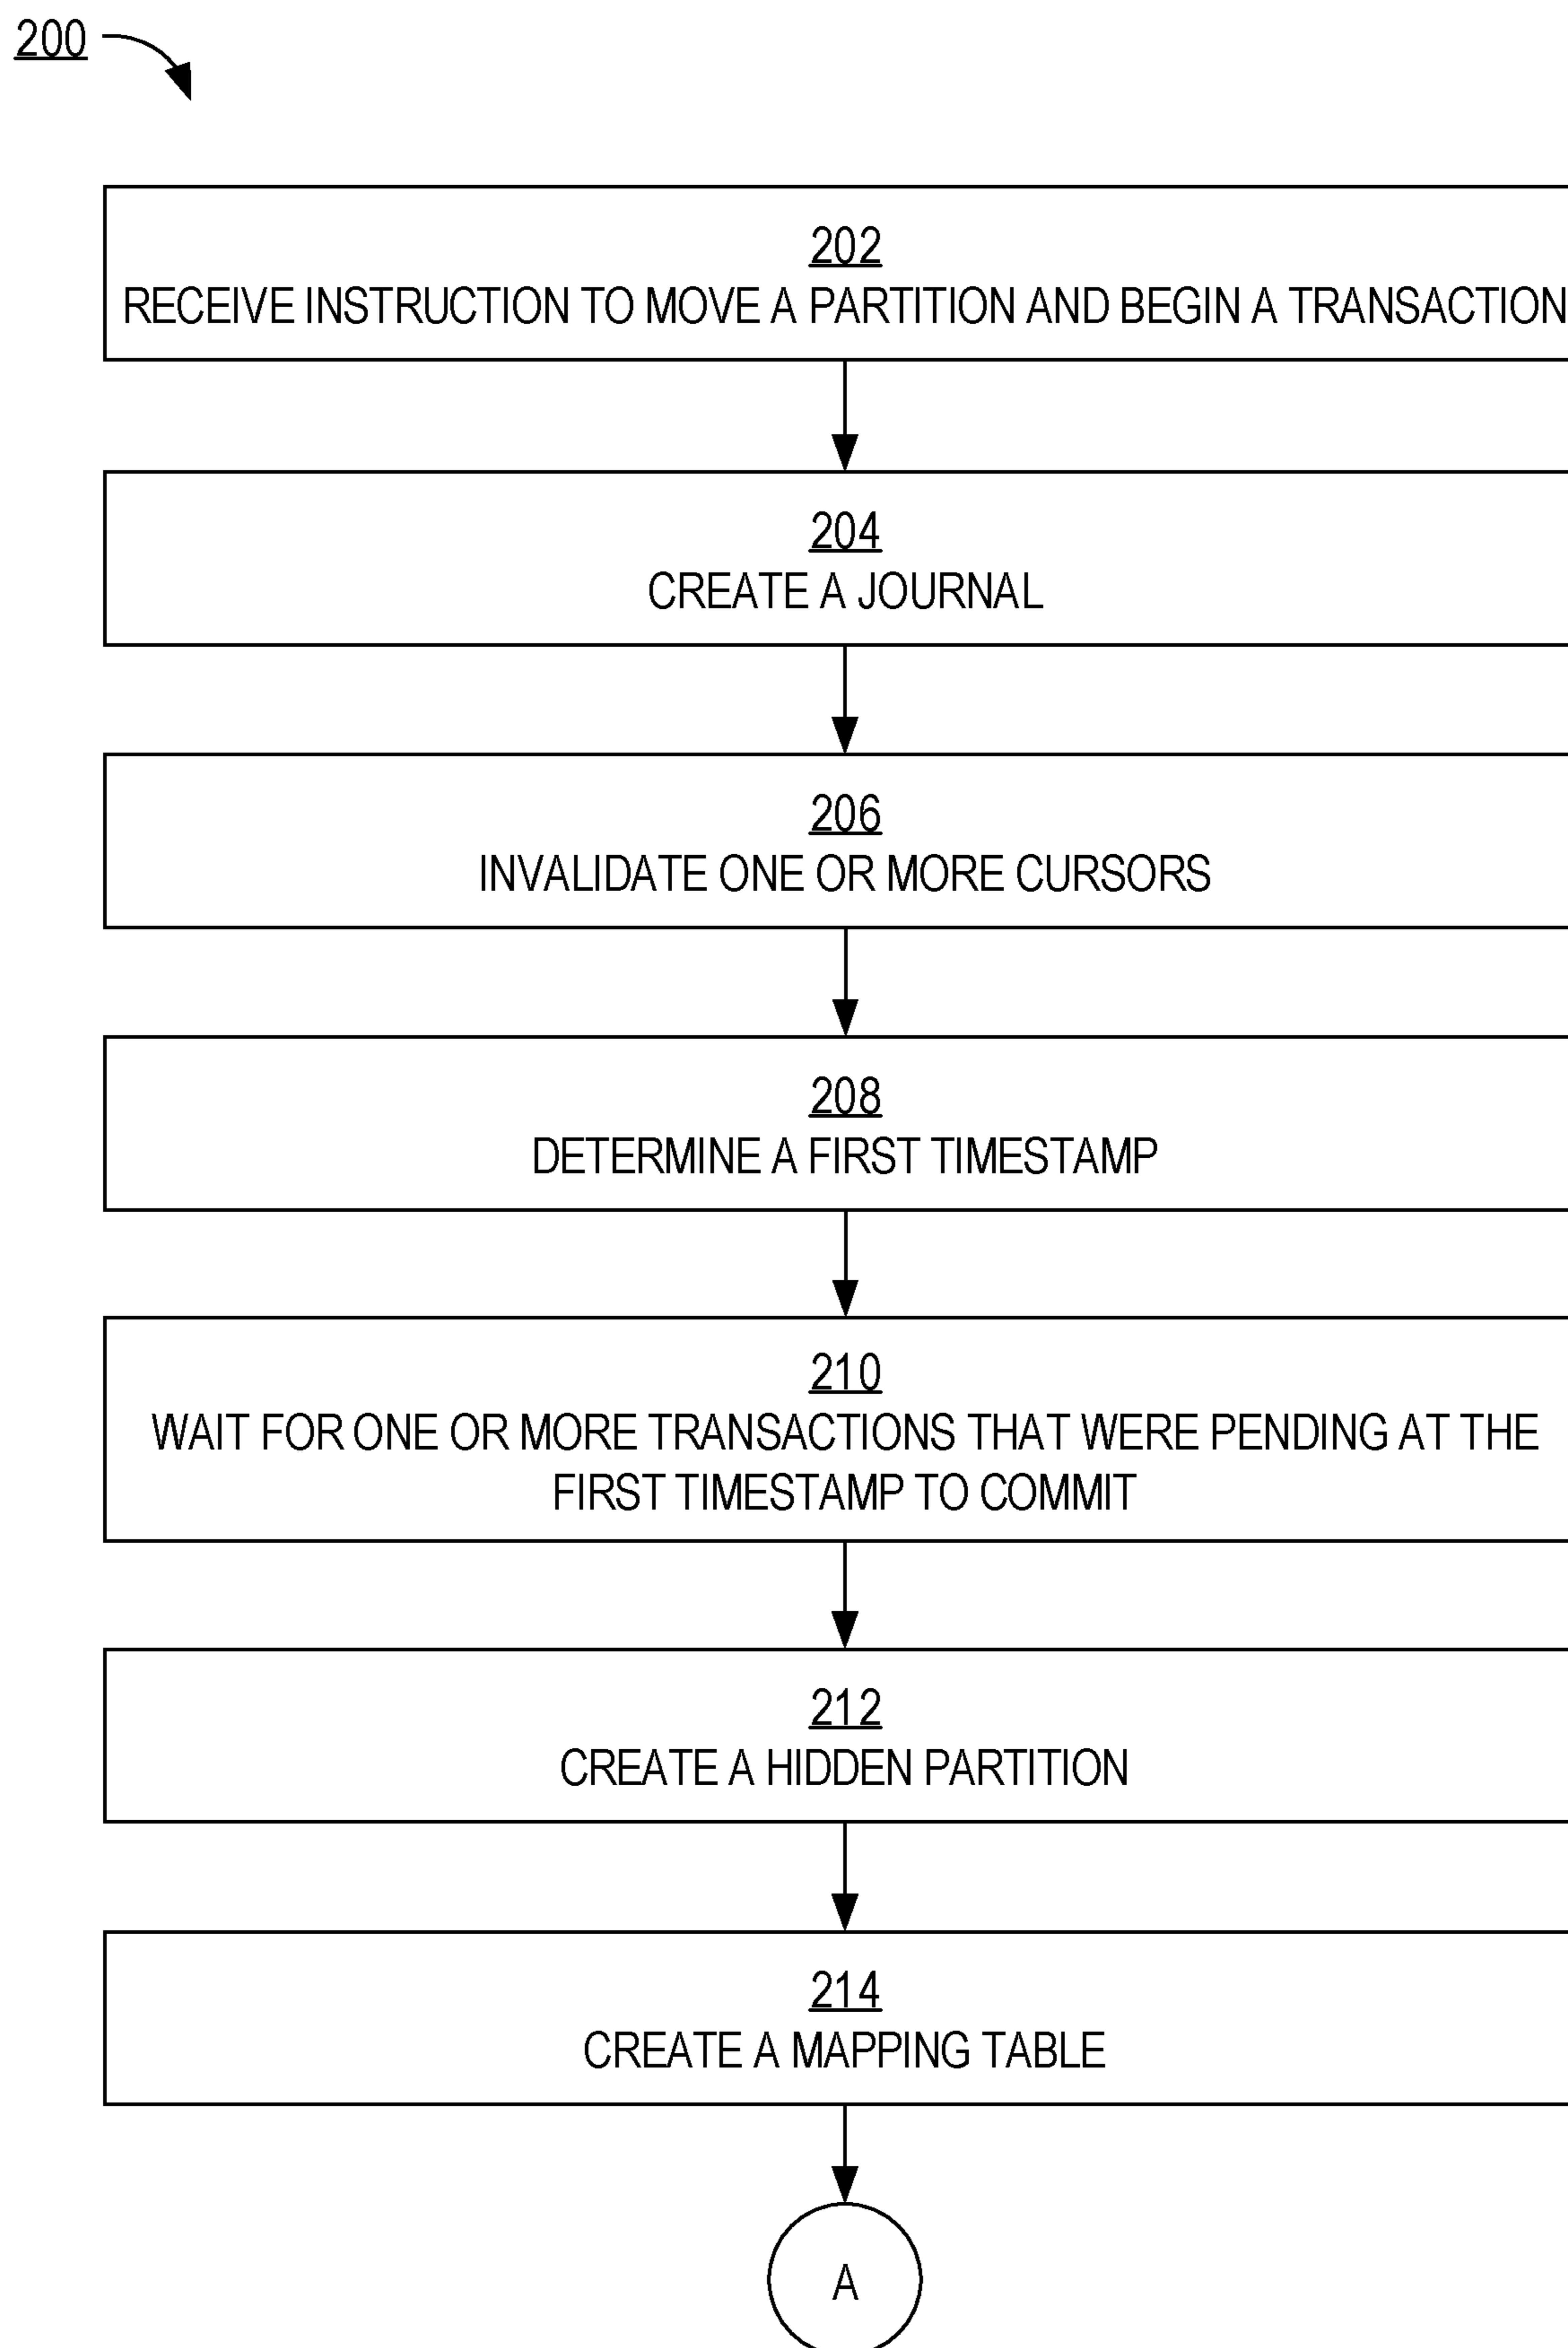 200
202
RECEIVE INSTRUCTION TO MOVE A PARTITION AND BEGIN A TRANSACTION
204
CREATE A JOURNAL
206
INVALIDATE ONE OR MORE CURSORS
208
DETERMINE A FIRST TIMESTAMP
210
WAIT FOR ONE OR MORE TRANSACTIONS THAT WERE PENDING AT THE
FIRST TIMESTAMP TO COMMIT
212
CREATE A HIDDEN PARTITION
214
CREATE A MAPPING TABLE
A